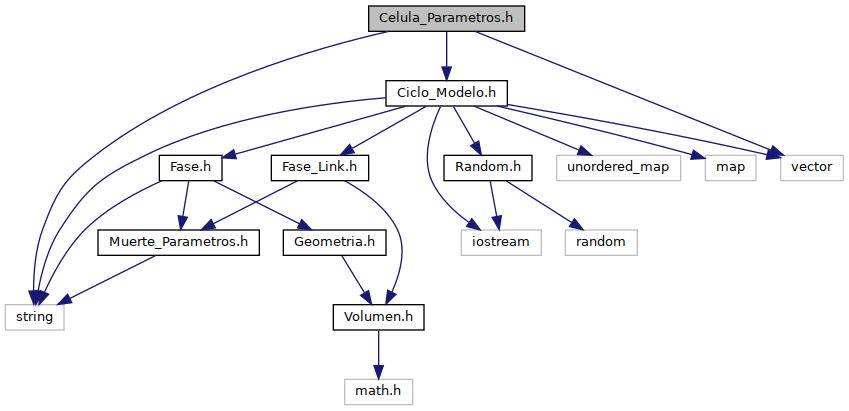 Celula_Parametros.h
Ciclo_Modelo.h
Fase.h
Fase_Link.h
Random.h
unordered_map
map
vector
Muerte_Parametros.h
Geometria.h
iostream
random
string
Volumen.h
math.h